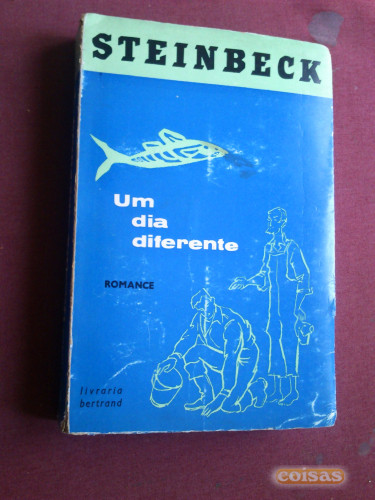 STEINBECK
Um
dia
diferente
ROMANCE
livraria
bertrand
coisas